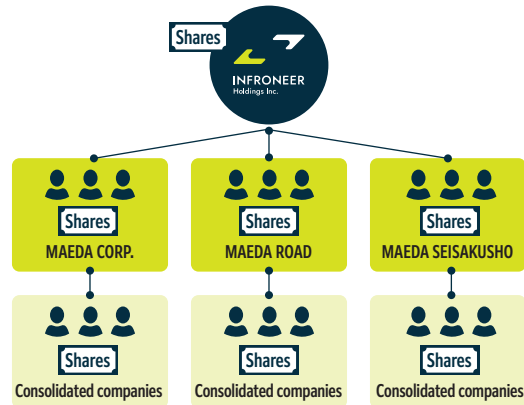 Shares
INFRONEER
Holdings Inc.
Shares Shares Shares
MAEDA CORP. MAEDA ROAD MAEDA SEISAKUSHO
Shares Shares Shares
Consolidated companies Consolidated companies Consolidated companies